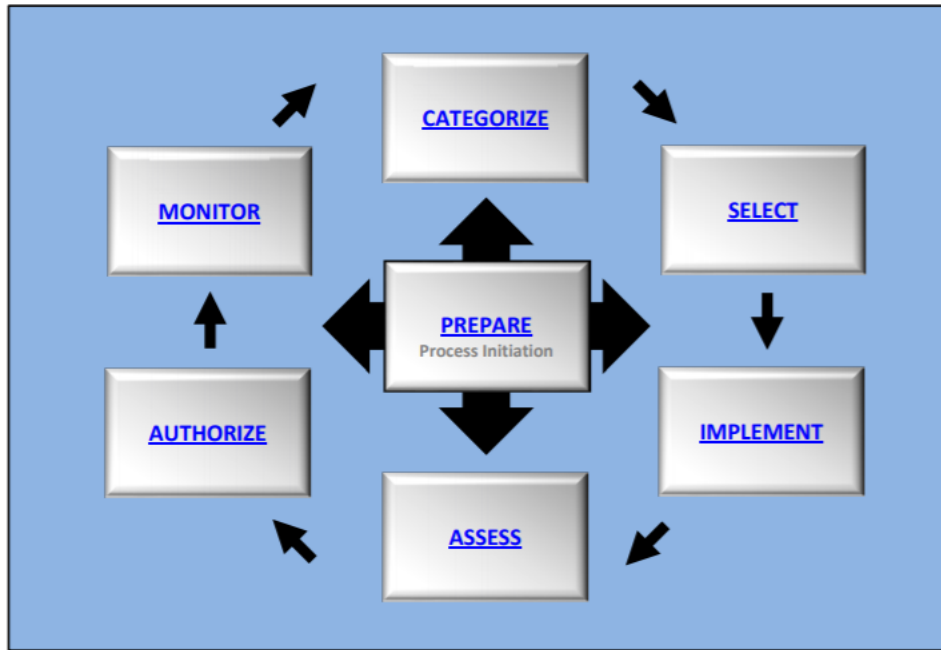 CATEGORIZE
MONITOR
SELECT
PREPARE
Process Initiation
AUTHORIZE
IMPLEMENT
ASSESS